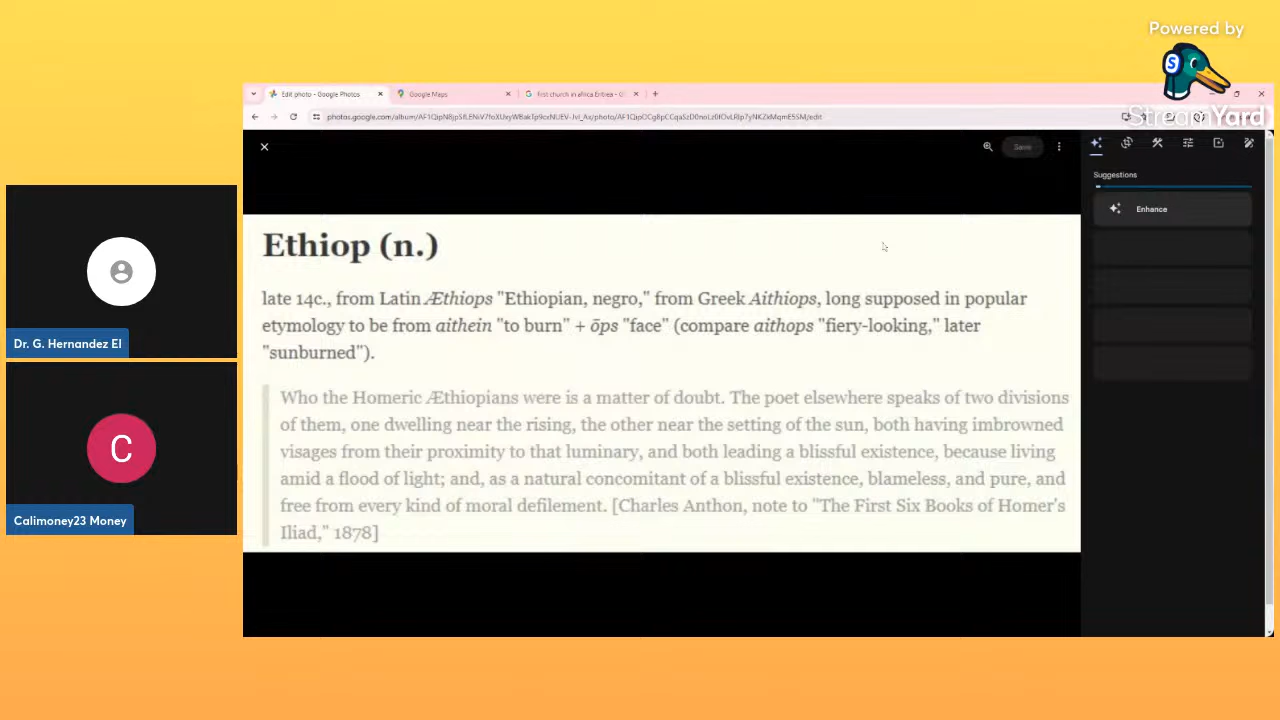 Powered by
StreamYard
Edit photo - Google Photos
Google Maps
First church in africa Eritrea - G
Save
Suggestions
Enhance
Ethiop (n.)
late 14c., from Latin Æthiops "Ethiopian, negro," from Greek Aithiops, long supposed in popular
etymology to be from aithein "to burn" + ōps "face" (compare aithops "fiery-looking," later
"sunburned").
Who the Homeric Æthiopians were is a matter of doubt. The poet elsewhere speaks of two divisions
of them, one dwelling near the rising, the other near the setting of the sun, both having imbrowned
visages from their proximity to that luminary, and both leading a blissful existence, because living
amid a flood of light; and, as a natural concomitant of a blissful existence, blameless, and pure, and
free from every kind of moral defilement. [Charles Anthon, note to "The First Six Books of Homer's
Iliad," 1878]
Dr. G. Hernandez El
C
Calimoney23 Money